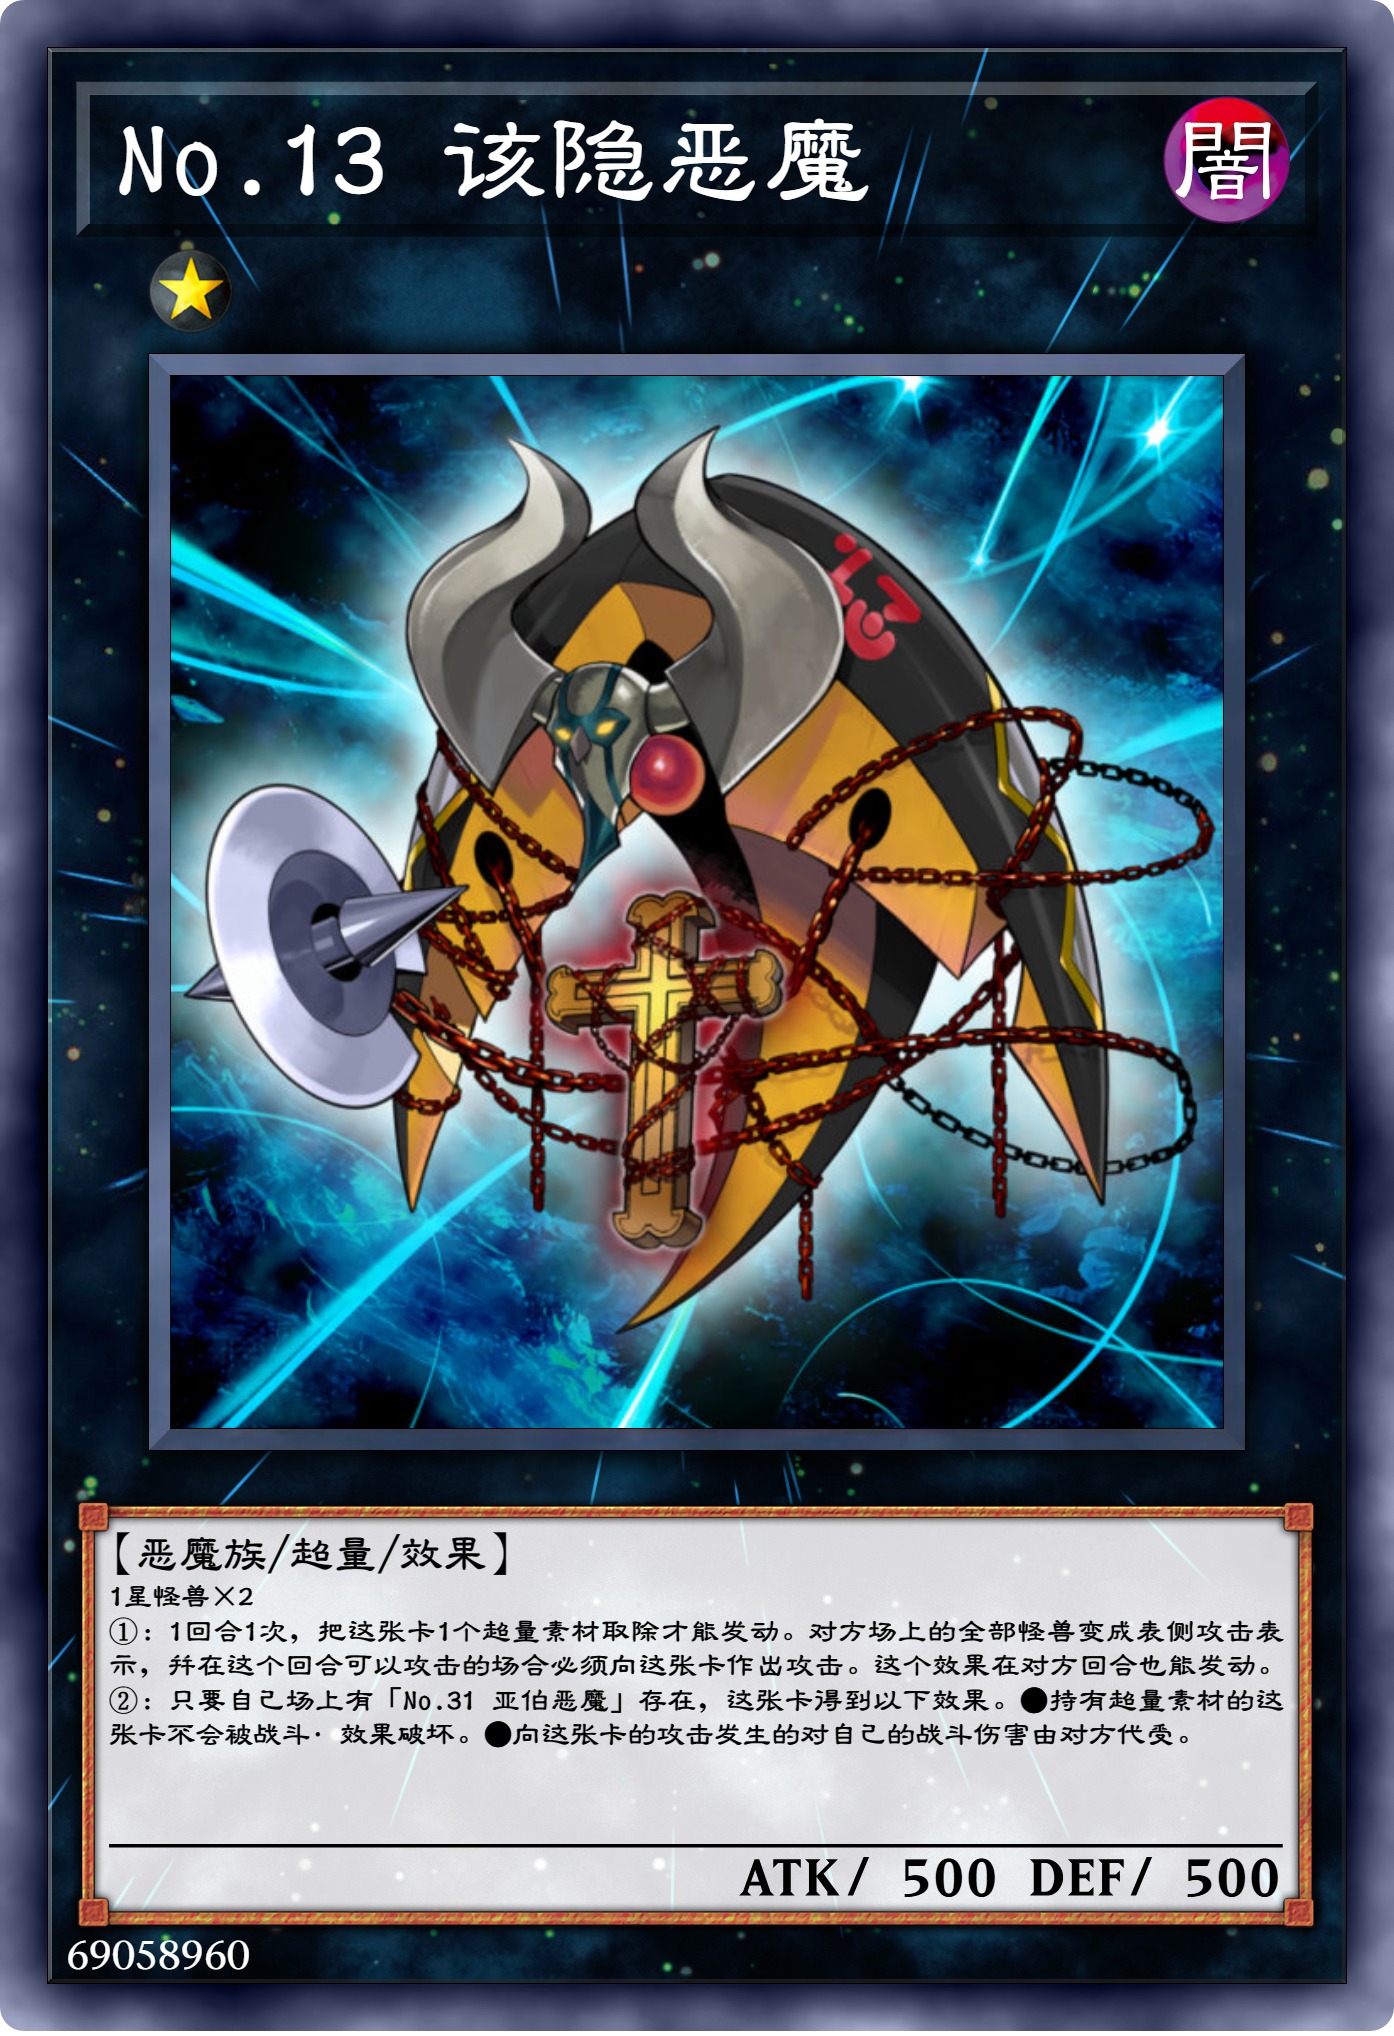 No.13 该隐恶魔
闇
【恶魔族/超量/效果】
1星怪兽×2
①：1回合1次，把这张卡1个超量素材取除才能发动。对方场上的全部怪兽变成表侧攻击表
示，并在这个回合可以攻击的场合必须向这张卡作出攻击。这个效果在对方回合也能发动。
②：只要自己场上有「No.31 亚伯恶魔」存在，这张卡得到以下效果。●持有超量素材的这
张卡不会被战斗·效果破坏。●向这张卡的攻击发生的对自己的战斗伤害由对方代受。
ATK/ 500 DEF/ 500
69058960